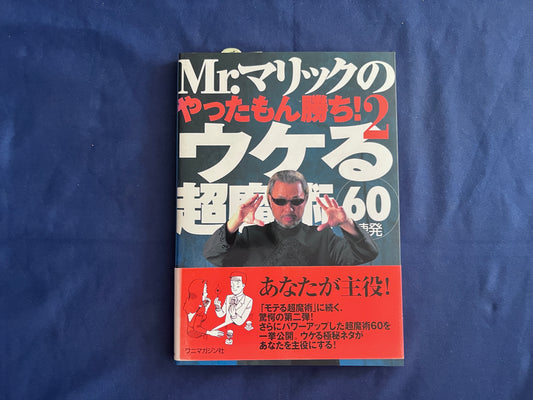 Mr.マリックの
やったもん勝ち!2
ウケる
超魔術60
連発
あなたが主役!
「モテる超魔術」に続く、
驚愕の第二弾!
さらにパワーアップした超魔術60を
一挙公開。ウケる極秘ネタが
あなたを主役にする!
ワニマガジン社